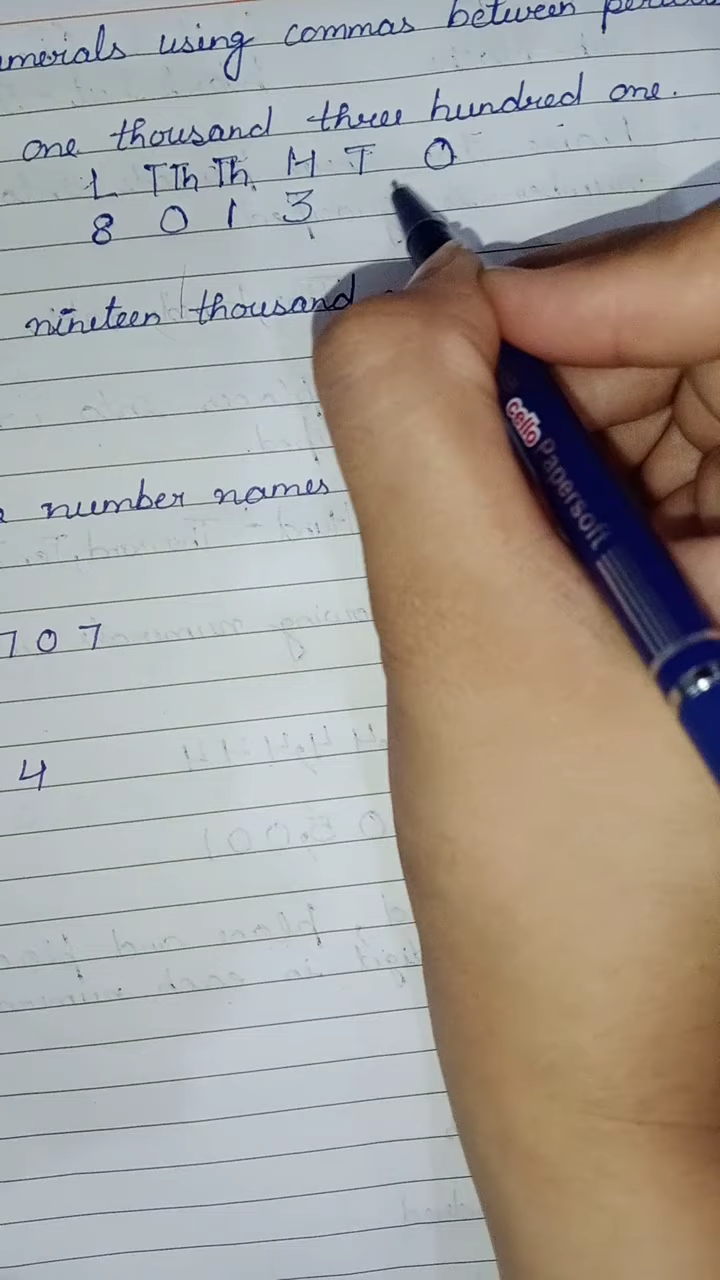 using commas between
one thousand three hundred one.
L TTh Th H T O
8 0 1 3
nineteen thousand
number names
707
4
cello Papersoft